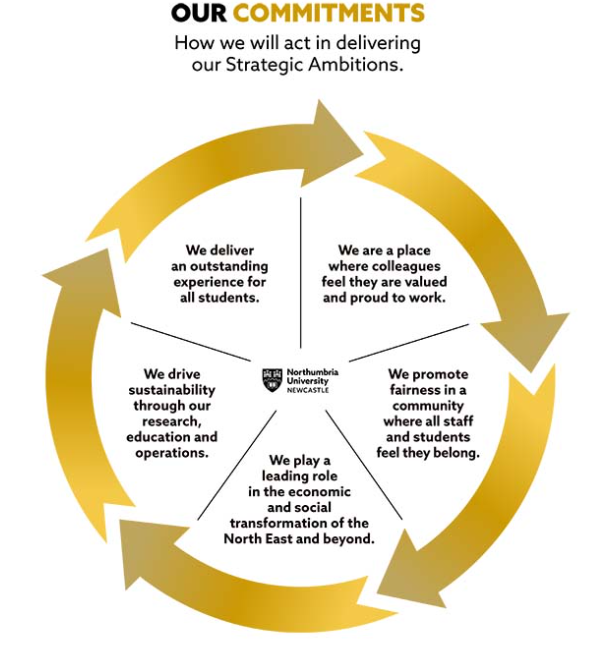 OUR COMMITMENTS
How we will act in delivering
our Strategic Ambitions.
We deliver
an outstanding
experience for
all students.
We are a place
where colleagues
feel they are valued
and proud to work.
We drive
sustainability
through our
research,
education and
operations.
Northumbria
University
NEWCASTLE
We promote
fairness in a
community
where all staff
and students
feel they belong.
We play a
leading role
in the economic
and social
transformation of the
North East and beyond.